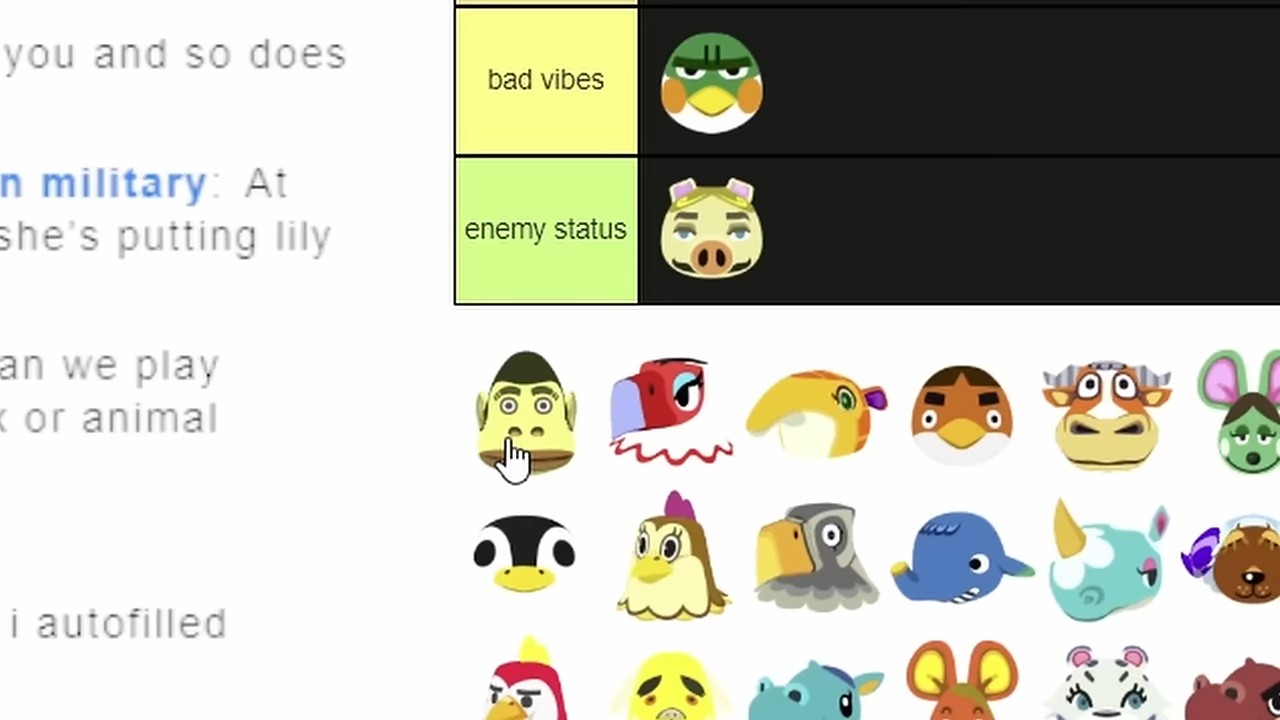 you and so does
n military: At
she's putting lily
an we play
x or animal
i autofilled
bad vibes
enemy status